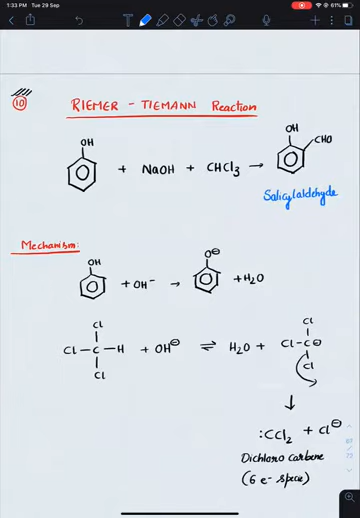 1:33 PM Tue 29 Sep
61%
10
RIEMER - TIEMANN Reaction
OH
OH
CHO
+ NaOH + CHCl3 →
Salicylaldehyde
Mechanism:
OH
O⊖
+ OH⁻ → + H2O
Cl
Cl
Cl - C - H + OH⊖ ⇌ H2O + Cl - C⊖
Cl
Cl
↓
:CCl2 + Cl⊖
Dichloro carbene
(6 e- specie)